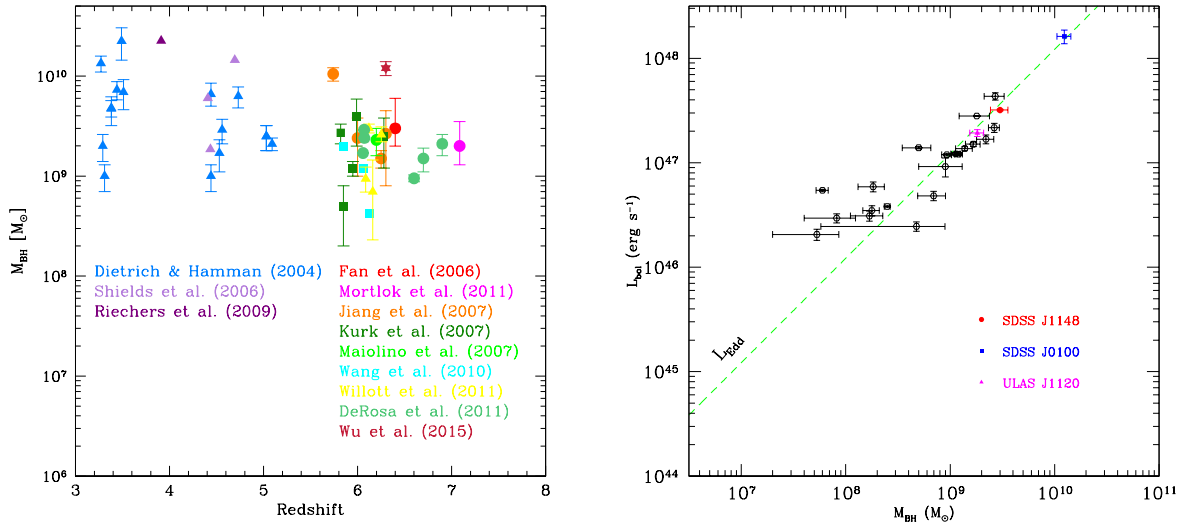 M_BH [M_⊙]
10^10
10^9
10^8
10^7
10^6
Dietrich & Hamman (2004)
Shields et al. (2006)
Riechers et al. (2009)
Fan et al. (2006)
Mortlok et al. (2011)
Jiang et al. (2007)
Kurk et al. (2007)
Maiolino et al. (2007)
Wang et al. (2010)
Willott et al. (2011)
DeRosa et al. (2011)
Wu et al. (2015)
3 4 5 6 7 8
Redshift
L_bol (erg s^-1)
10^48
10^47
10^46
10^45
10^44
L_Edd
SDSS J1148
SDSS J0100
ULAS J1120
10^7 10^8 10^9 10^10 10^11
M_BH (M_⊙)